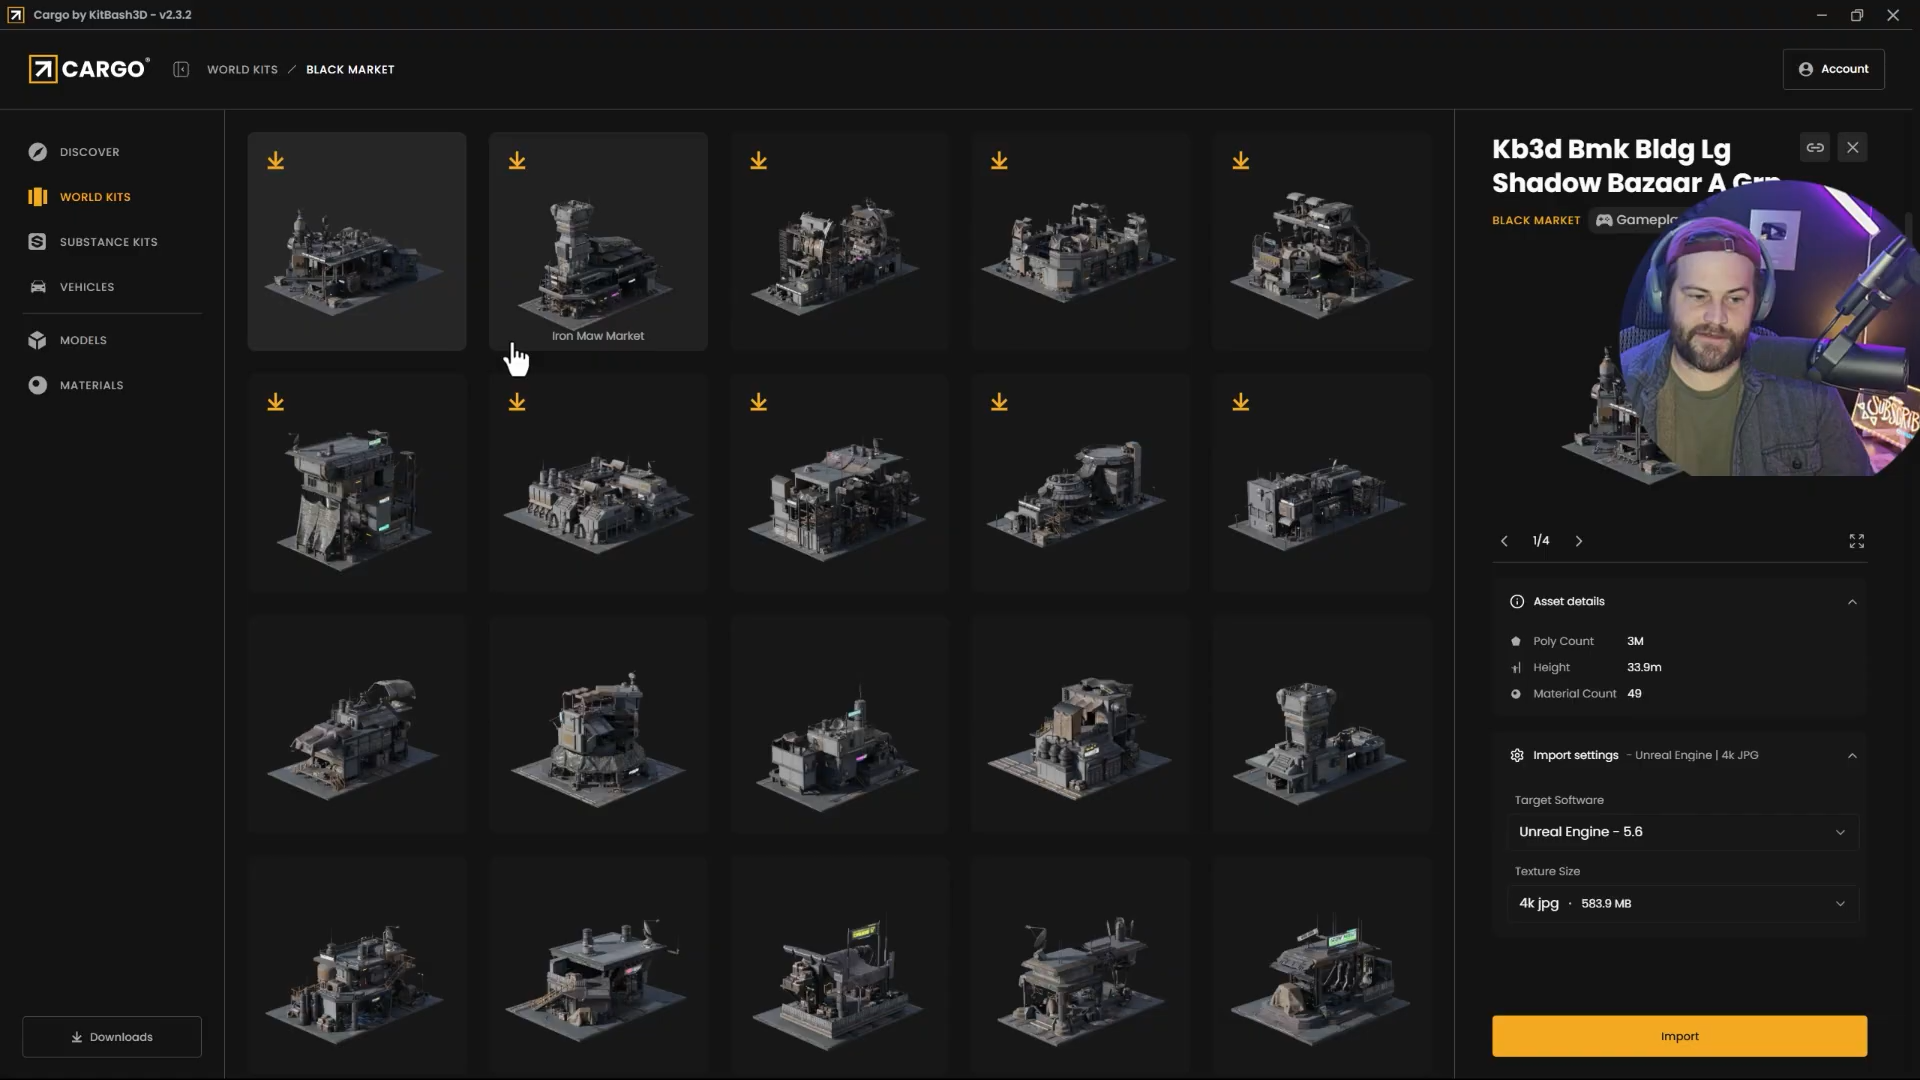 Cargo by KitBash3D - v2.3.2
CARGO
WORLD KITS / BLACK MARKET
Account
DISCOVER
WORLD KITS
SUBSTANCE KITS
VEHICLES
MODELS
MATERIALS
Downloads
Iron Maw Market
Kb3d Bmk Bldg Lg
Shadow Bazaar A Grp
BLACK MARKET
1/4
Asset details
Poly Count 3M
Height 33.9m
Material Count 49
Import settings - Unreal Engine | 4k JPG
Target Software
Unreal Engine - 5.6
Texture Size
4k jpg · 583.9 MB
Import